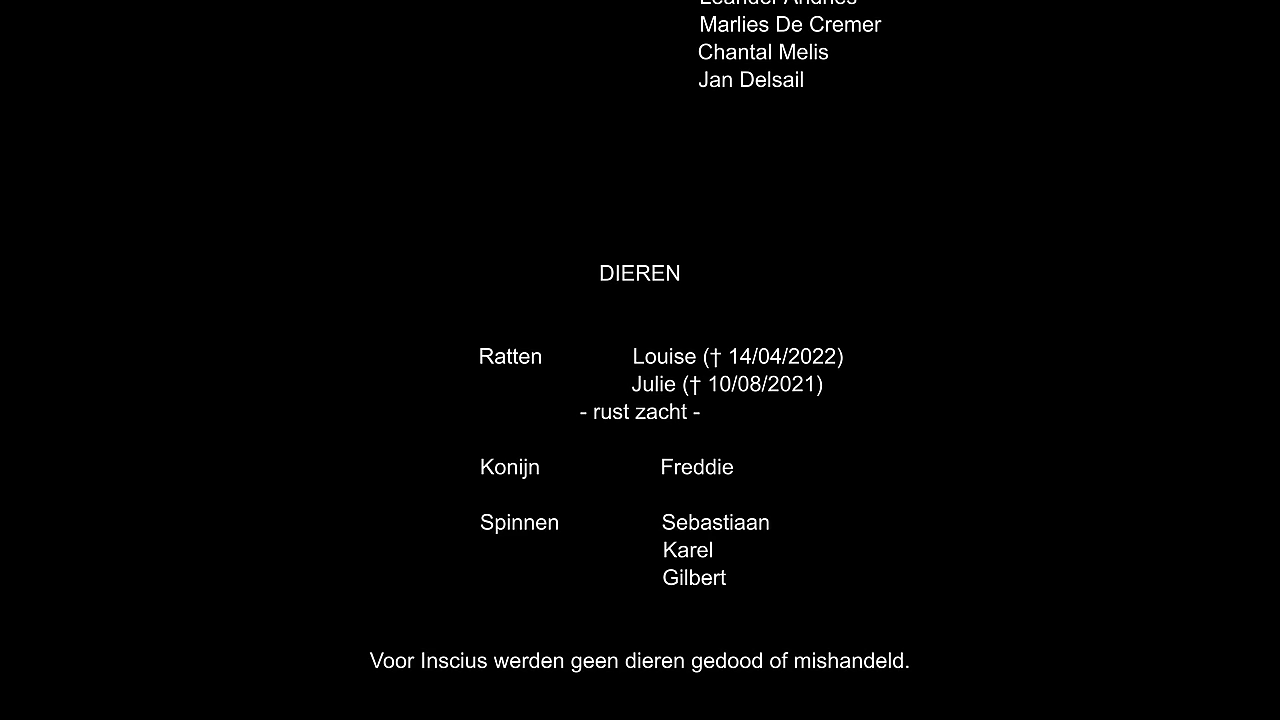 Marlies De Cremer
Chantal Melis
Jan Delsail
DIEREN
Ratten Louise († 14/04/2022)
Julie († 10/08/2021)
- rust zacht -
Konijn Freddie
Spinnen Sebastiaan
Karel
Gilbert
Voor Inscius werden geen dieren gedood of mishandeld.